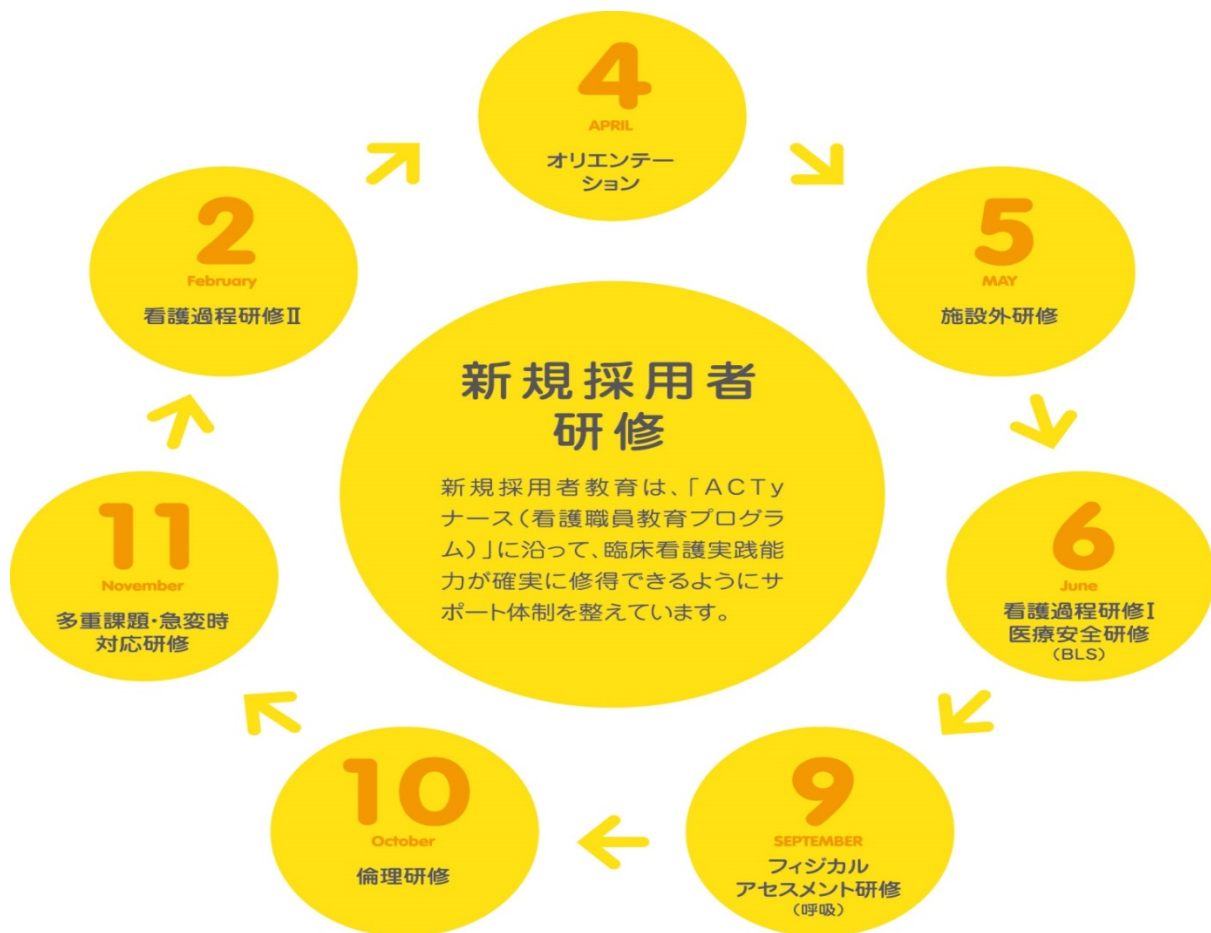 4
APRIL
オリエンテー
ション
5
MAY
施設外研修
6
June
看護過程研修Ⅰ
医療安全研修
(BLS)
9
SEPTEMBER
フィジカル
アセスメント研修
(呼吸)
10
October
倫理研修
11
November
多重課題・急変時
対応研修
2
February
看護過程研修Ⅱ
新規採用者
研修
新規採用者教育は、「ACTy
ナース(看護職員教育プログラ
ム)」に沿って、臨床看護実践能
力が確実に修得できるようにサ
ポート体制を整えています。